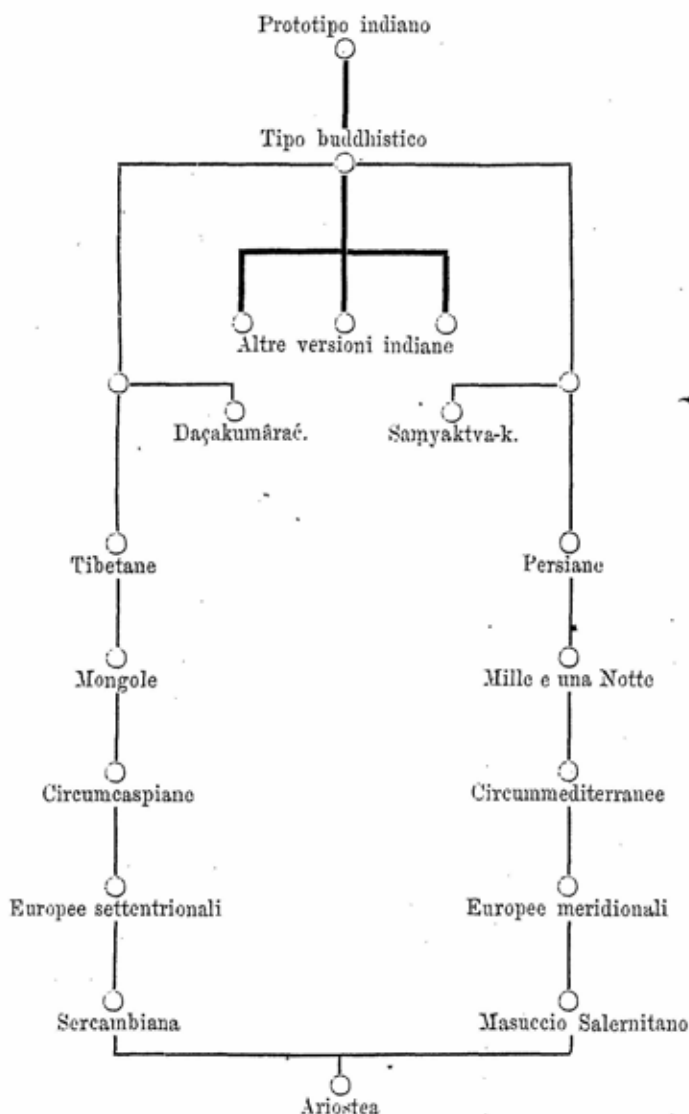 Prototipo indiano
Tipo buddhistico
Altre versioni indiane
Daçakumârać.
Saṃyaktva-k.
Tibetane
Persiane
Mongole
Mille e una Notte
Circumcaspiane
Circummediterranee
Europee settentrionali
Europee meridionali
Sercambiana
Masuccio Salernitano
Ariostea